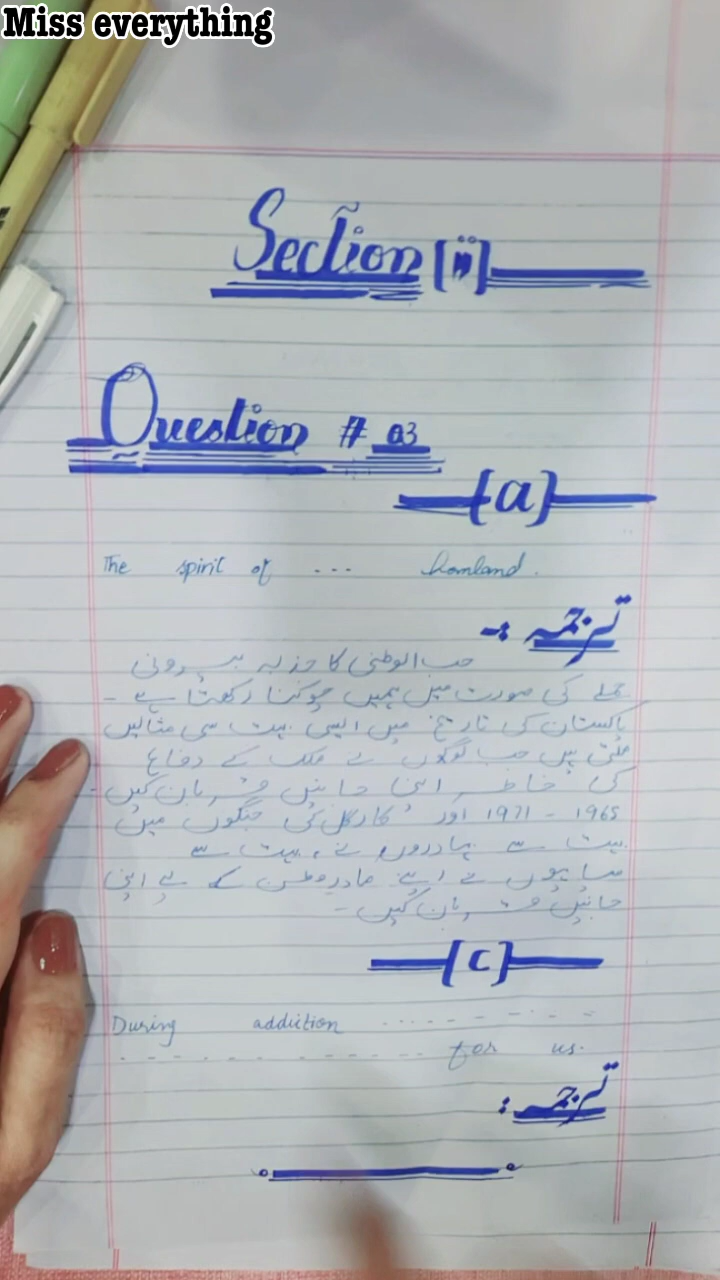 Miss everything
Section [ii]
Question # 03
{a}
The spirit of ... homland.
ترجمہ :-
حب الوطنی کا جذبہ بیرونی
حملے کی صورت میں ہمیں چوکنا رکھتا ہے -
پاکستان کی تاریخ میں ایسی بہت سی مثالیں
ملتی ہیں جب لوگوں نے ملک کے دفاع
کی خاطر اپنی جانیں قربان کیں -
1965 - 1971 اور کارگل کی جنگوں میں
بہت سے بہادروں نے، بہت سے
سپاہیوں نے اپنے مادر وطن کے لیے اپنی
جانیں قربان کیں -
{c}
During addiction ............
............ for us.
ترجمہ :